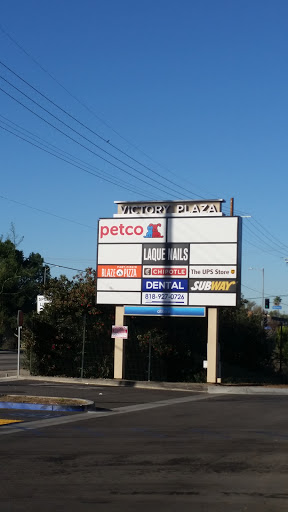 VICTORY PLAZA
petco
LAQUE NAILS
BLAZE PIZZA
CHIPOTLE
The UPS Store
DENTAL
818-927-0726
SUBWAY